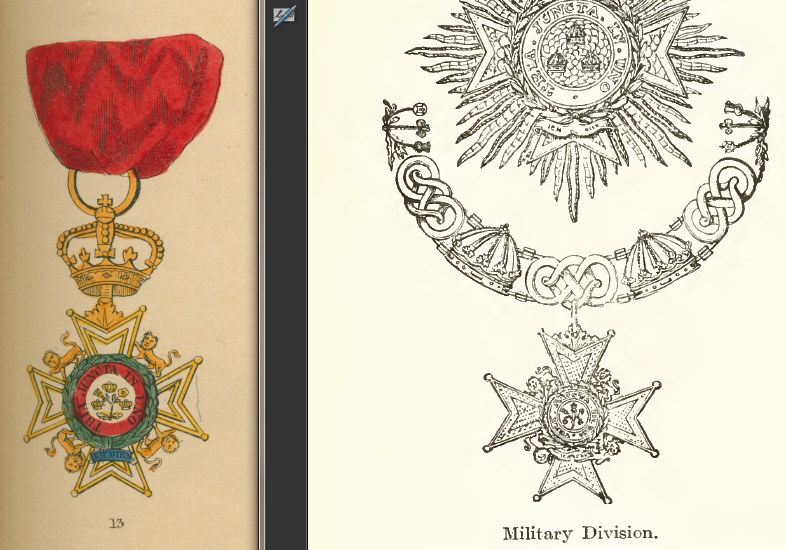 TRIA JUNCTA IN UNO
ICH DIEN
13
TRIA. JUNCTA. IN. UNO
ICH DIEN
Military Division.